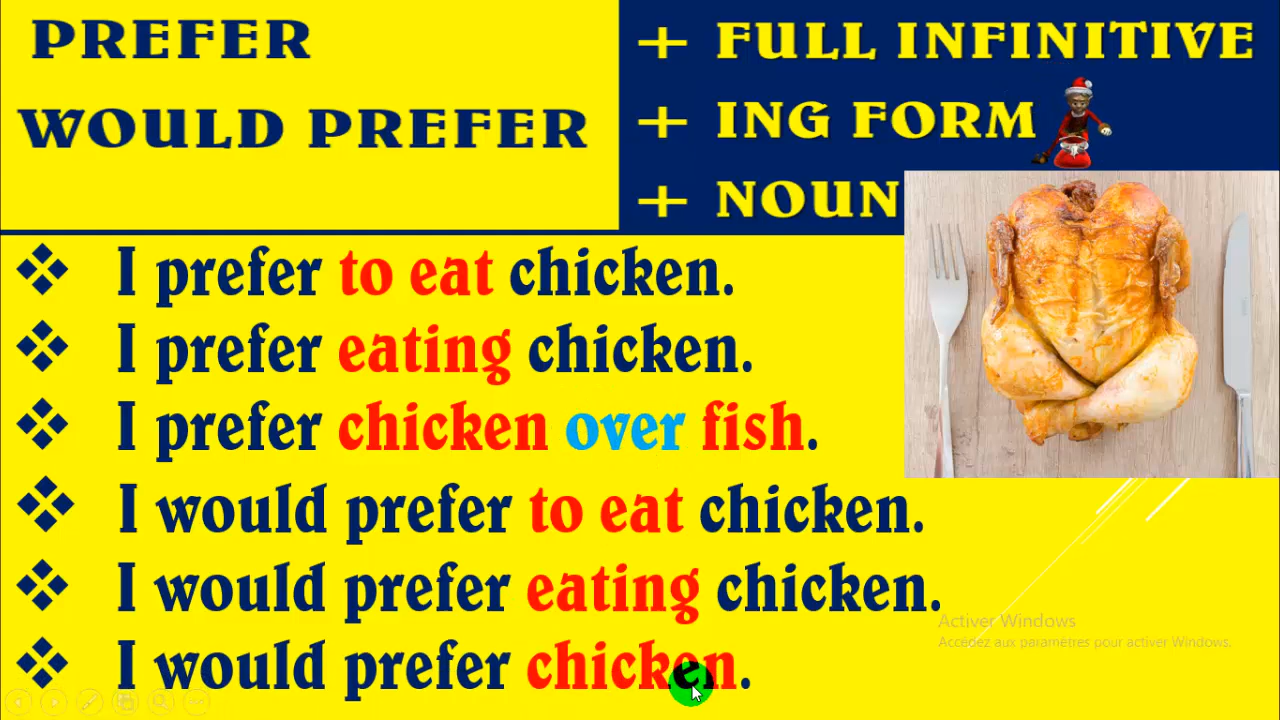 PREFER
WOULD PREFER
+ FULL INFINITIVE
+ ING FORM
+ NOUN
❖ I prefer to eat chicken.
❖ I prefer eating chicken.
❖ I prefer chicken over fish.
❖ I would prefer to eat chicken.
❖ I would prefer eating chicken.
❖ I would prefer chicken.
Activer Windows
Accédez aux paramètres pour activer Windows.